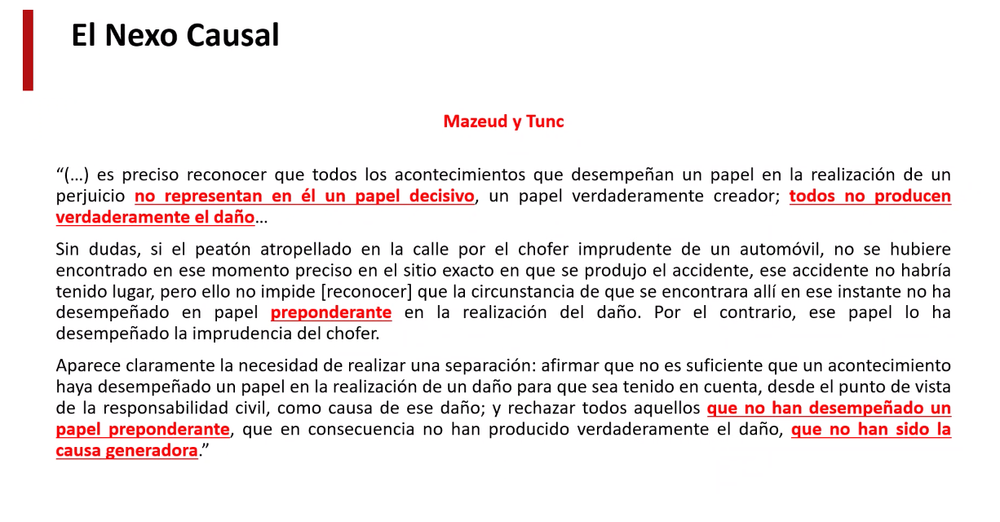 El Nexo Causal
Mazeud y Tunc
“(…) es preciso reconocer que todos los acontecimientos que desempeñan un papel en la realización de un
perjuicio no representan en él un papel decisivo, un papel verdaderamente creador; todos no producen
verdaderamente el daño…
Sin dudas, si el peatón atropellado en la calle por el chofer imprudente de un automóvil, no se hubiere
encontrado en ese momento preciso en el sitio exacto en que se produjo el accidente, ese accidente no habría
tenido lugar, pero ello no impide [reconocer] que la circunstancia de que se encontrara allí en ese instante no ha
desempeñado en papel preponderante en la realización del daño. Por el contrario, ese papel lo ha
desempeñado la imprudencia del chofer.
Aparece claramente la necesidad de realizar una separación: afirmar que no es suficiente que un acontecimiento
haya desempeñado un papel en la realización de un daño para que sea tenido en cuenta, desde el punto de vista
de la responsabilidad civil, como causa de ese daño; y rechazar todos aquellos que no han desempeñado un
papel preponderante, que en consecuencia no han producido verdaderamente el daño, que no han sido la
causa generadora.”